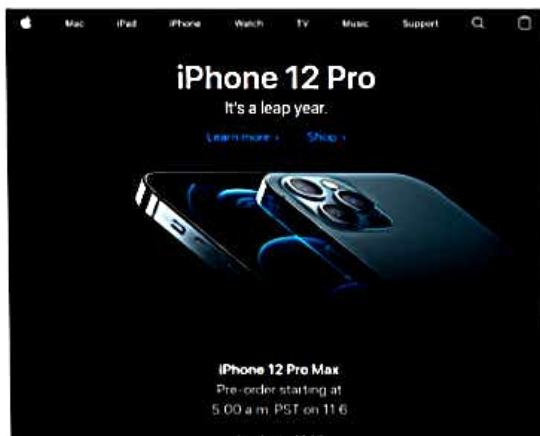 Mac iPad iPhone Watch TV Music Support
iPhone 12 Pro
It's a leap year.
Learn more > Shop >
iPhone 12 Pro Max
Pre-order starting at
5:00 a.m. PST on 11.6